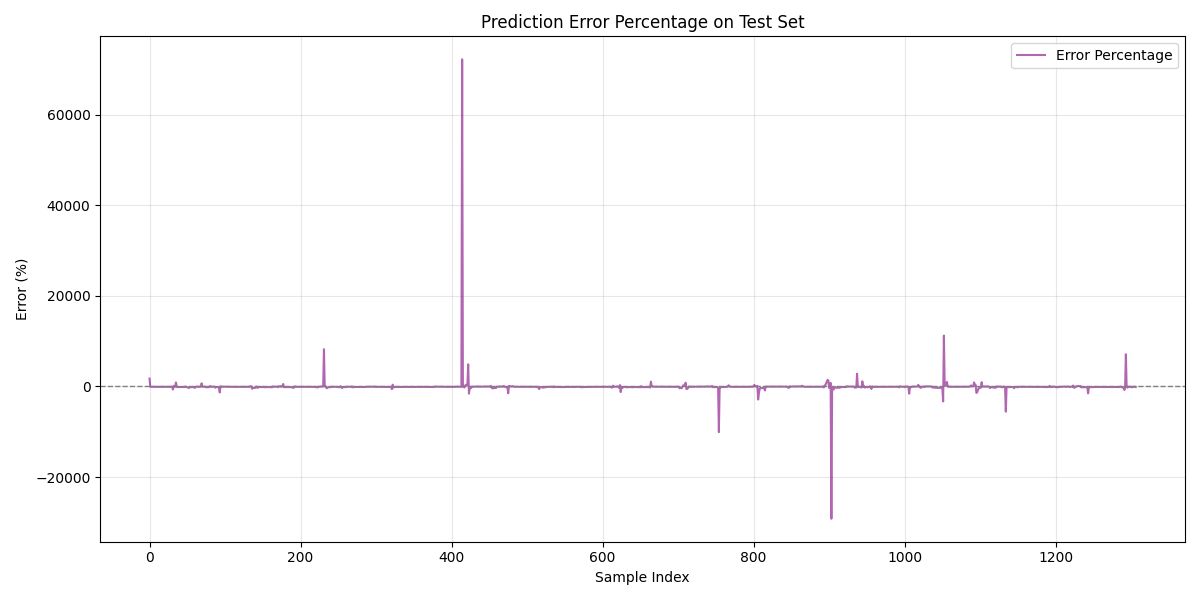 Prediction Error Percentage on Test Set
Error Percentage
60000
40000
20000
0
−20000
Error (%)
0 200 400 600 800 1000 1200
Sample Index